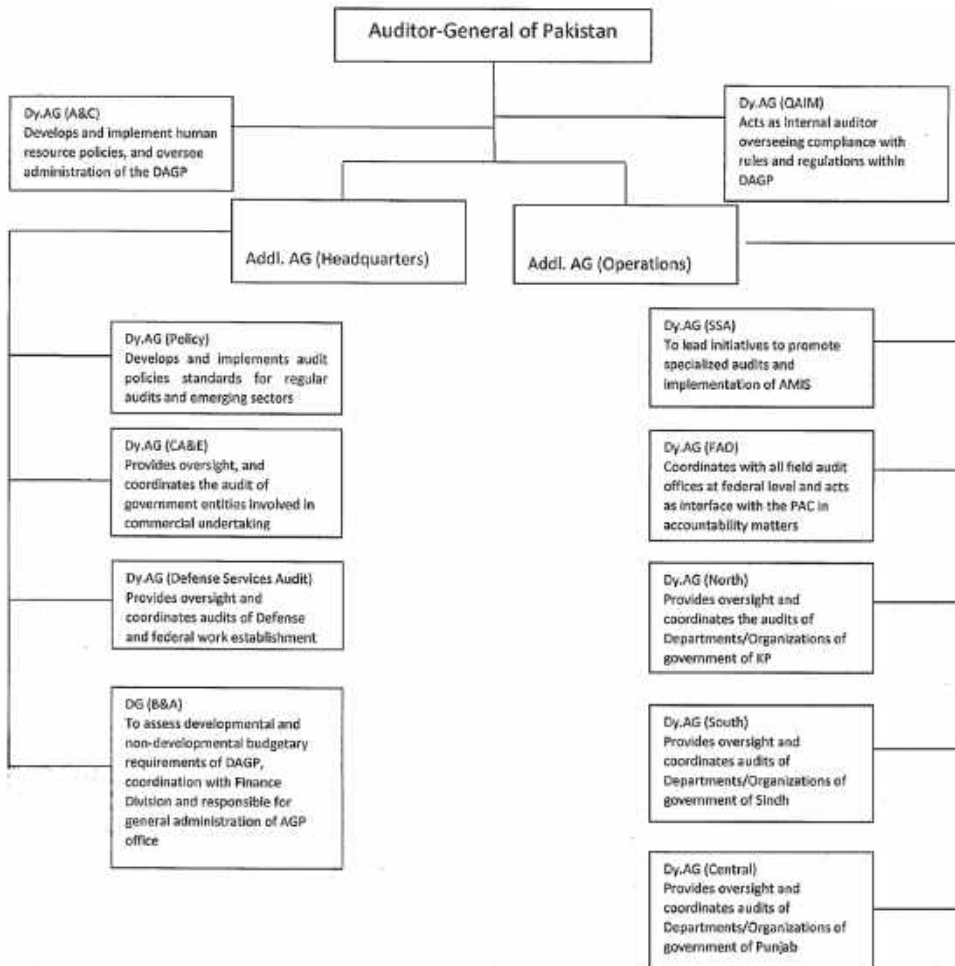 Auditor-General of Pakistan
Dy.AG (A&C)
Develops and implement human
resource policies, and oversee
administration of the DAGP
Dy.AG (QAIM)
Acts as internal auditor
overseeing compliance with
rules and regulations within
DAGP
Addl. AG (Headquarters)
Addl. AG (Operations)
Dy.AG (Policy)
Develops and implements audit
policies standards for regular
audits and emerging sectors
Dy.AG (CA&E)
Provides oversight, and
coordinates the audit of
government entities involved in
commercial undertaking
Dy.AG (Defense Services Audit)
Provides oversight and
coordinates audits of Defense
and federal work establishment
DG (B&A)
To assess developmental and
non-developmental budgetary
requirements of DAGP,
coordination with Finance
Division and responsible for
general administration of AGP
office
Dy.AG (SSA)
To lead initiatives to promote
specialized audits and
implementation of AMIS
Dy.AG (FAO)
Coordinates with all field audit
offices at federal level and acts
as interface with the PAC in
accountability matters
Dy.AG (North)
Provides oversight and
coordinates the audits of
Departments/Organizations of
government of KP
Dy.AG (South)
Provides oversight and
coordinates audits of
Departments/Organizations of
government of Sindh
Dy.AG (Central)
Provides oversight and
coordinates audits of
Departments/Organizations of
government of Punjab